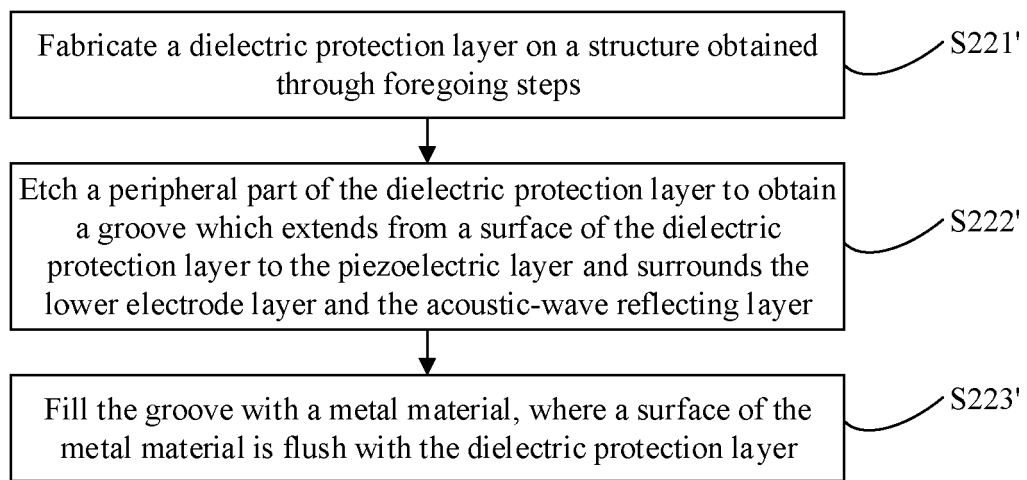 Fabricate a dielectric protection layer on a structure obtained
through foregoing steps
S221'
Etch a peripheral part of the dielectric protection layer to obtain
a groove which extends from a surface of the dielectric
protection layer to the piezoelectric layer and surrounds the
lower electrode layer and the acoustic-wave reflecting layer
S222'
Fill the groove with a metal material, where a surface of the
metal material is flush with the dielectric protection layer
S223'